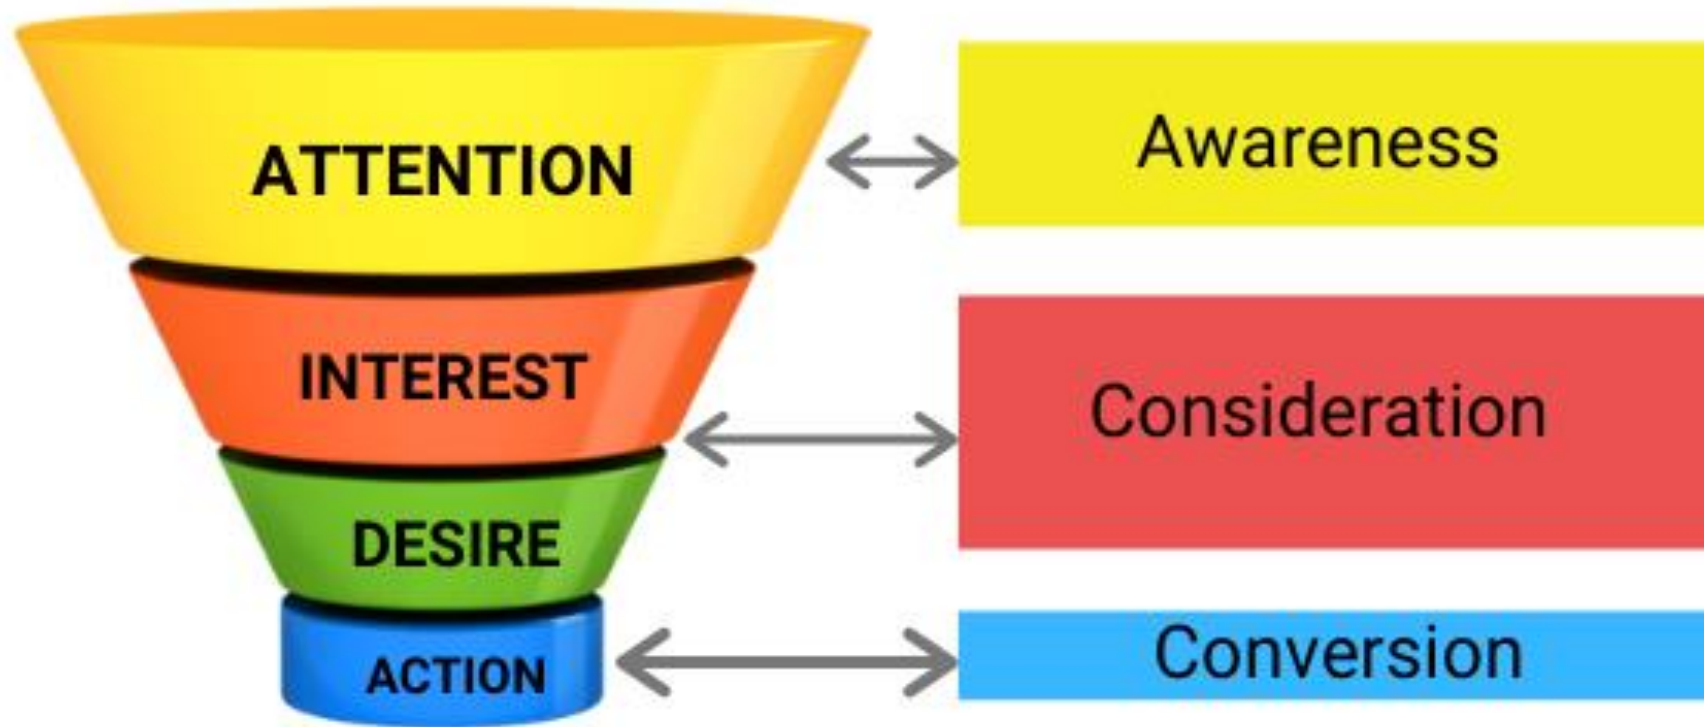 ATTENTION
Awareness
INTEREST
Consideration
DESIRE
ACTION
Conversion